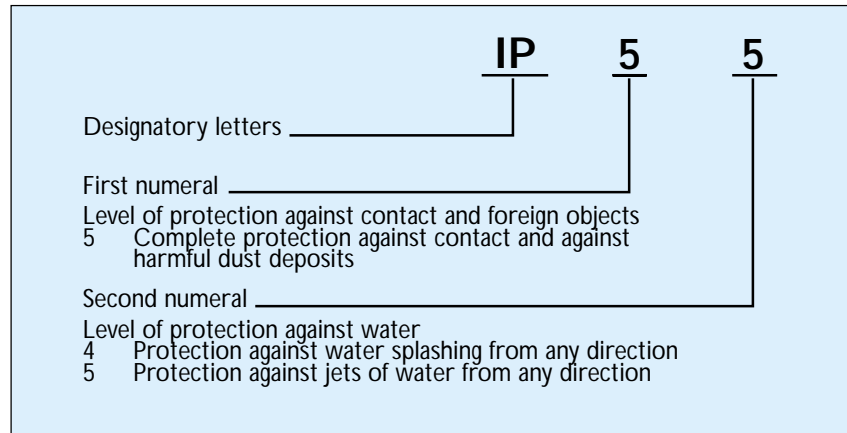 IP 5 5
Designatory letters
First numeral
Level of protection against contact and foreign objects
5 Complete protection against contact and against
harmful dust deposits
Second numeral
Level of protection against water
4 Protection against water splashing from any direction
5 Protection against jets of water from any direction